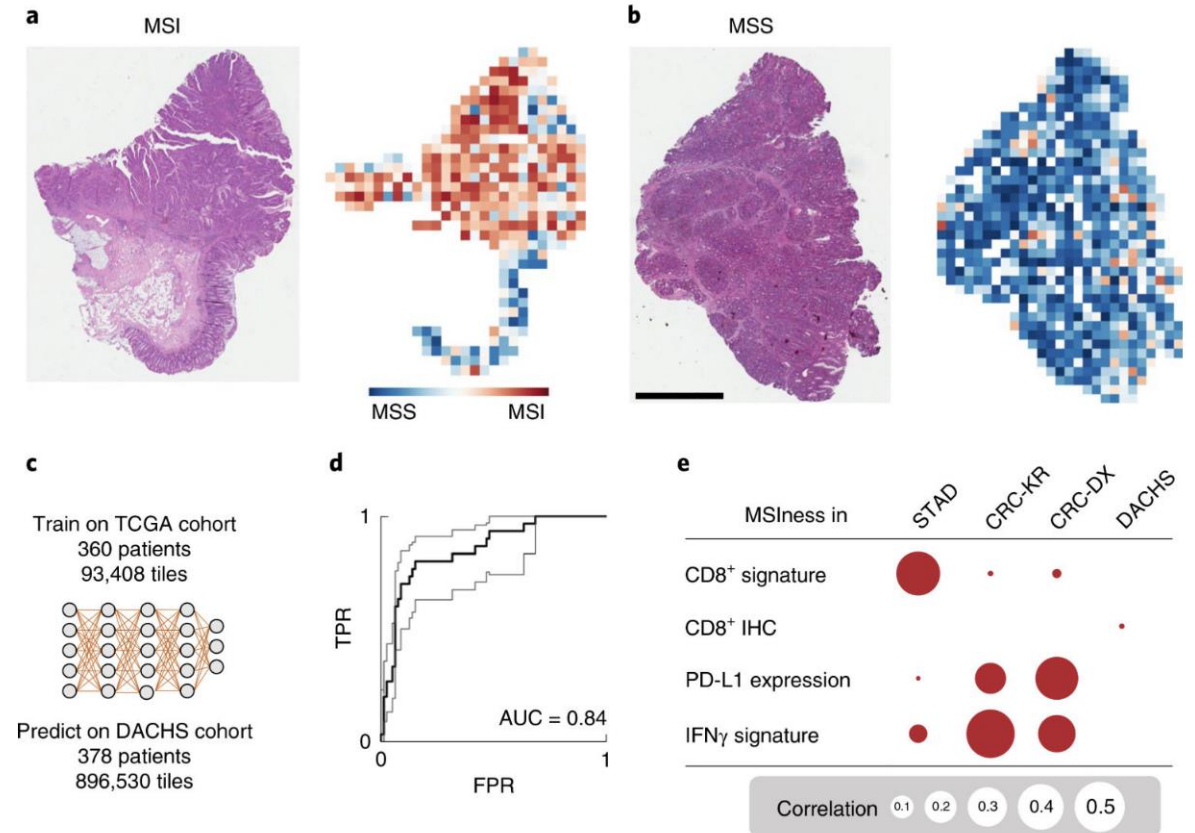 a
MSI
MSS MSI
b
MSS
c
Train on TCGA cohort
360 patients
93,408 tiles
Predict on DACHS cohort
378 patients
896,530 tiles
d
1
TPR
AUC = 0.84
0
0 1
FPR
e
MSIness in STAD CRC-KR CRC-DX DACHS
CD8⁺ signature
CD8⁺ IHC
PD-L1 expression
IFNγ signature
Correlation 0.1 0.2 0.3 0.4 0.5